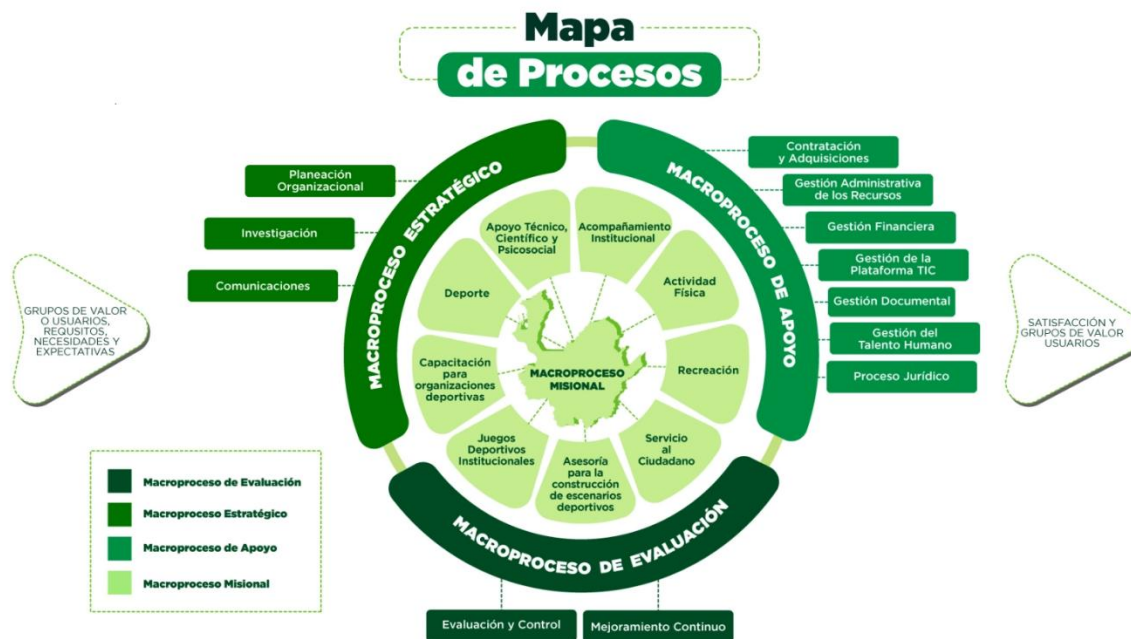 Mapa
de Procesos
MACROPROCESO ESTRATÉGICO
Planeación
Organizacional
Investigación
Comunicaciones
MACROPROCESO DE APOYO
Contratación
y Adquisiciones
Gestión Administrativa
de los Recursos
Gestión Financiera
Gestión de la
Plataforma TIC
Gestión Documental
Gestión del
Talento Humano
Proceso Jurídico
GRUPOS DE VALOR
O USUARIOS,
REQUSITOS,
NECESIDADES Y
EXPECTATIVAS
SATISFACCIÓN Y
GRUPOS DE VALOR
USUARIOS
MACROPROCESO
MISIONAL
Apoyo Técnico,
Científico y
Psicosocial
Acompañamiento
Institucional
Actividad
Física
Recreación
Servicio
al
Ciudadano
Asesoría
para la
construcción
de escenarios
deportivos
Juegos
Deportivos
Institucionales
Capacitación
para
organizaciones
deportivas
Deporte
MACROPROCESO DE EVALUACIÓN
Evaluación y Control
Mejoramiento Continuo
Macroproceso de Evaluación
Macroproceso Estratégico
Macroproceso de Apoyo
Macroproceso Misional